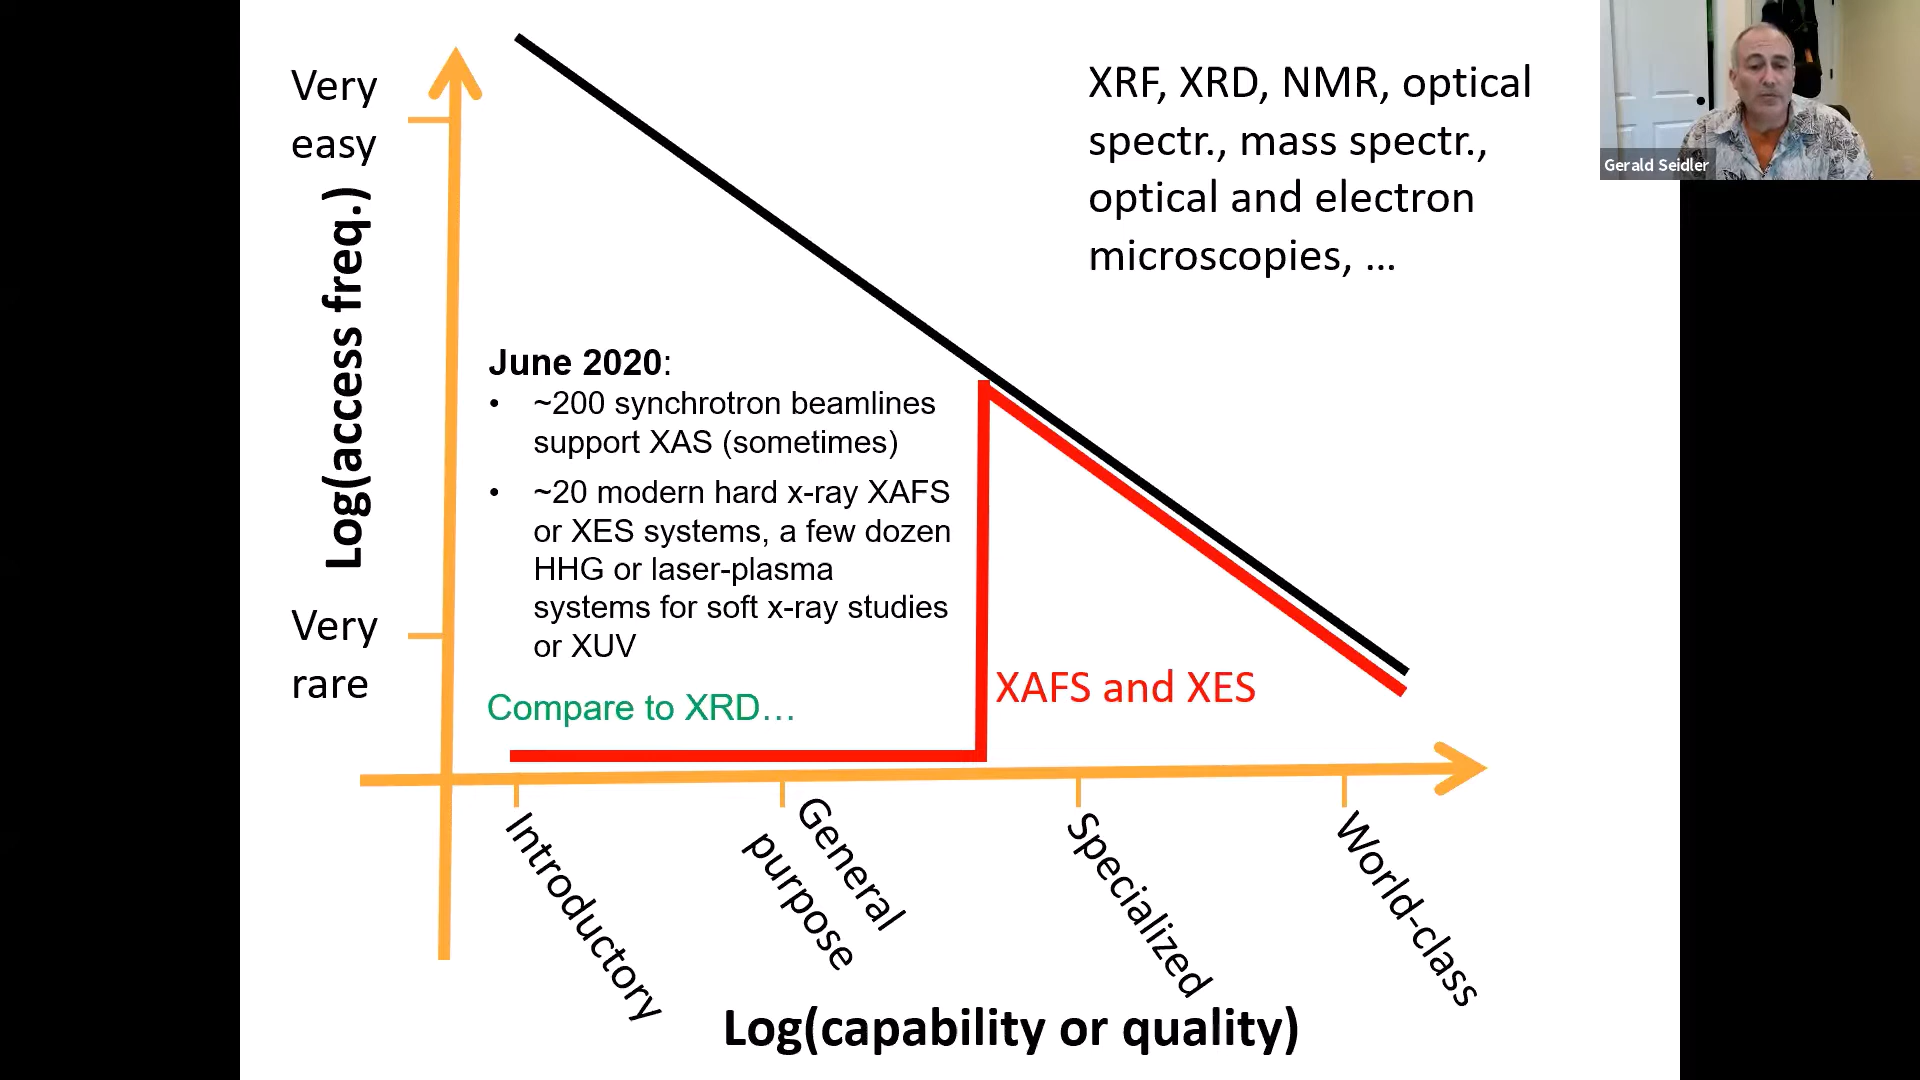 Very
easy
Log(access freq.)
Very
rare
XRF, XRD, NMR, optical
spectr., mass spectr.,
optical and electron
microscopies, ...
Gerald Seidler
June 2020:
• ~200 synchrotron beamlines
support XAS (sometimes)
• ~20 modern hard x-ray XAFS
or XES systems, a few dozen
HHG or laser-plasma
systems for soft x-ray studies
or XUV
Compare to XRD…
XAFS and XES
Introductory
General
purpose
Specialized
World-class
Log(capability or quality)